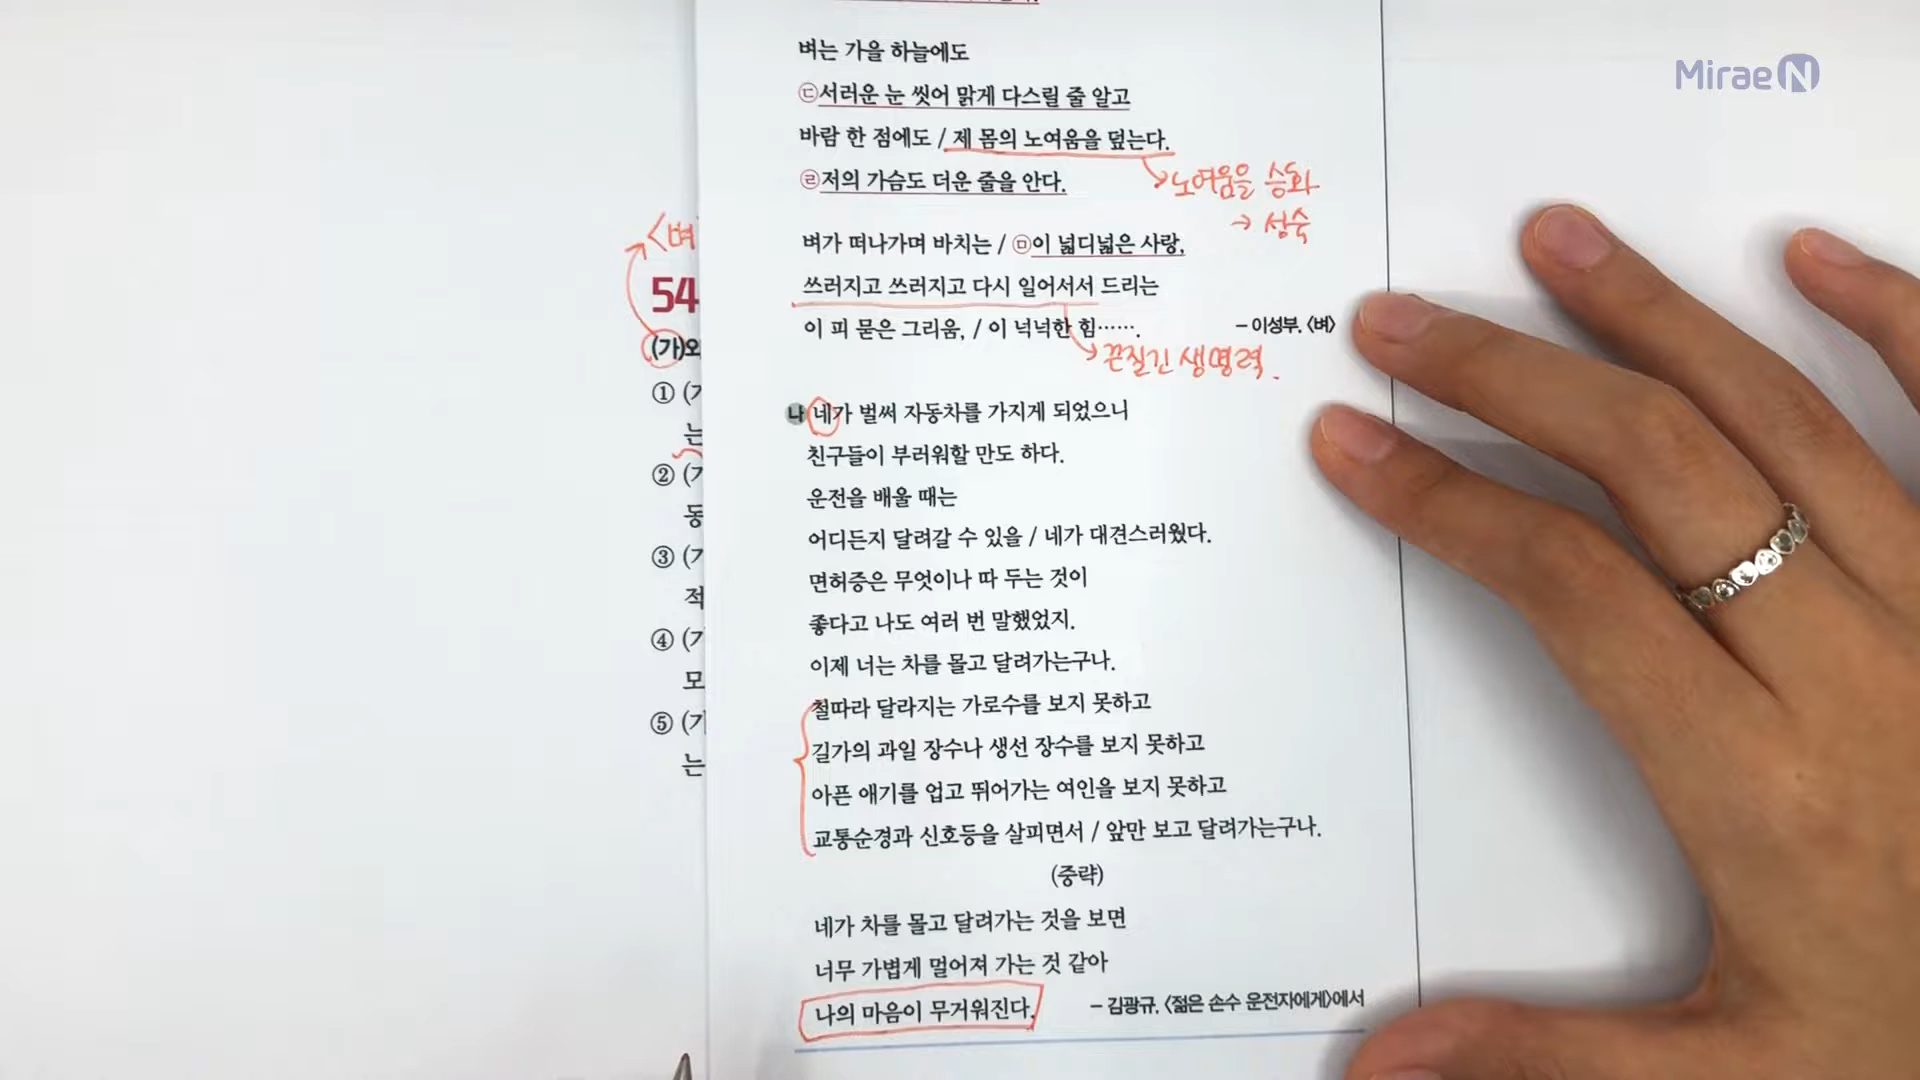 Mirae N
벼는 가을 하늘에도
㉢서러운 눈 씻어 맑게 다스릴 줄 알고
바람 한 점에도 / 제 몸의 노여움을 덮는다.
→노여움을 승화
→ 성숙
㉣저의 가슴도 더운 줄을 안다.
벼가 떠나가며 바치는 / ㉤이 넓디넓은 사랑,
쓰러지고 쓰러지고 다시 일어서서 드리는
이 피 묻은 그리움, / 이 넉넉한 힘…….
– 이성부, 〈벼〉
→ 끈질긴 생명력.
나 네가 벌써 자동차를 가지게 되었으니
친구들이 부러워할 만도 하다.
운전을 배울 때는
어디든지 달려갈 수 있을 / 네가 대견스러웠다.
면허증은 무엇이나 따 두는 것이
좋다고 나도 여러 번 말했었지.
이제 너는 차를 몰고 달려가는구나.
철따라 달라지는 가로수를 보지 못하고
길가의 과일 장수나 생선 장수를 보지 못하고
아픈 애기를 업고 뛰어가는 여인을 보지 못하고
교통순경과 신호등을 살피면서 / 앞만 보고 달려가는구나.
(중략)
네가 차를 몰고 달려가는 것을 보면
너무 가볍게 멀어져 가는 것 같아
나의 마음이 무거워진다.
– 김광규, 〈젊은 손수 운전자에게〉에서
〈벼
54
(가)와
① (가
는
② (가
동
③ (가
적
④ (가
모
⑤ (가
는